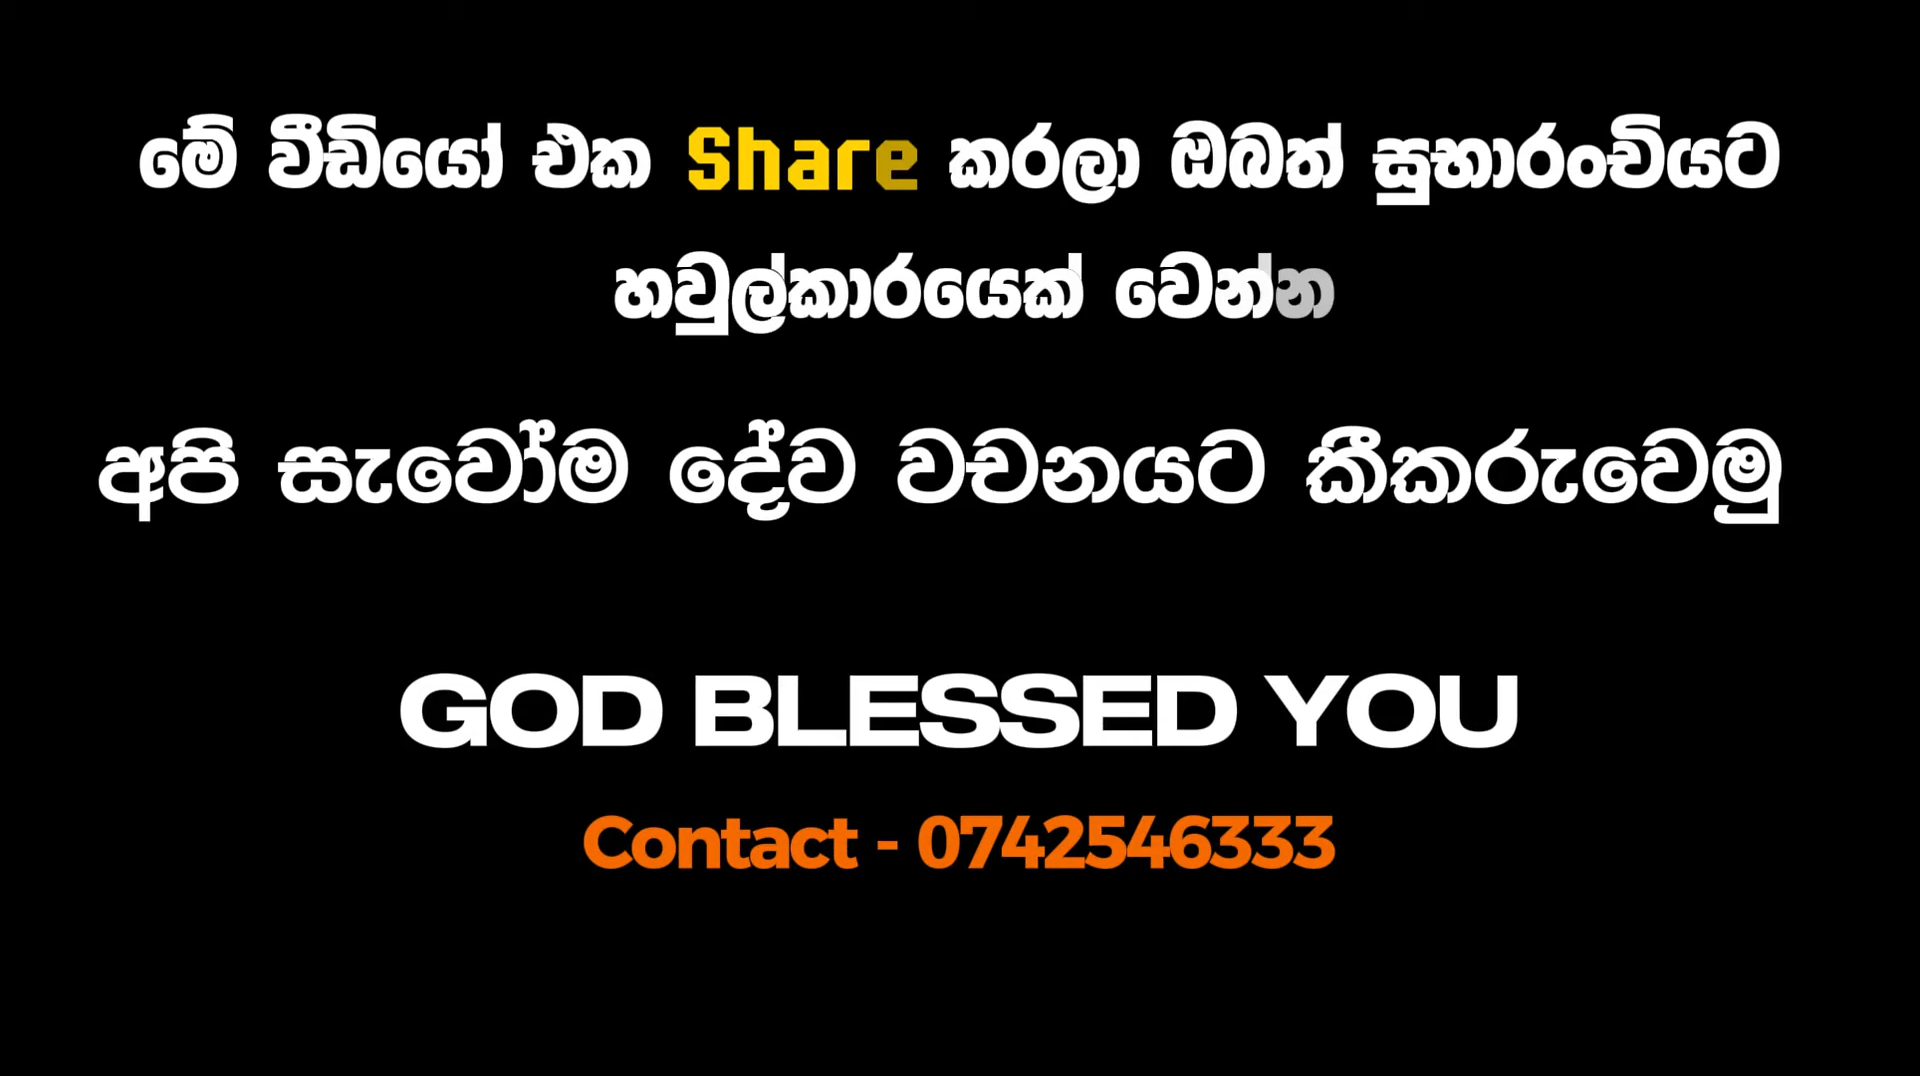 මේ වීඩියෝ එක Share කරලා ඔබත් සුභාරංචියට
හවුල්කාරයෙක් වෙන්න
අපි සැවෝම දේව වචනයට කීකරුවෙමු
GOD BLESSED YOU
Contact - 0742546333